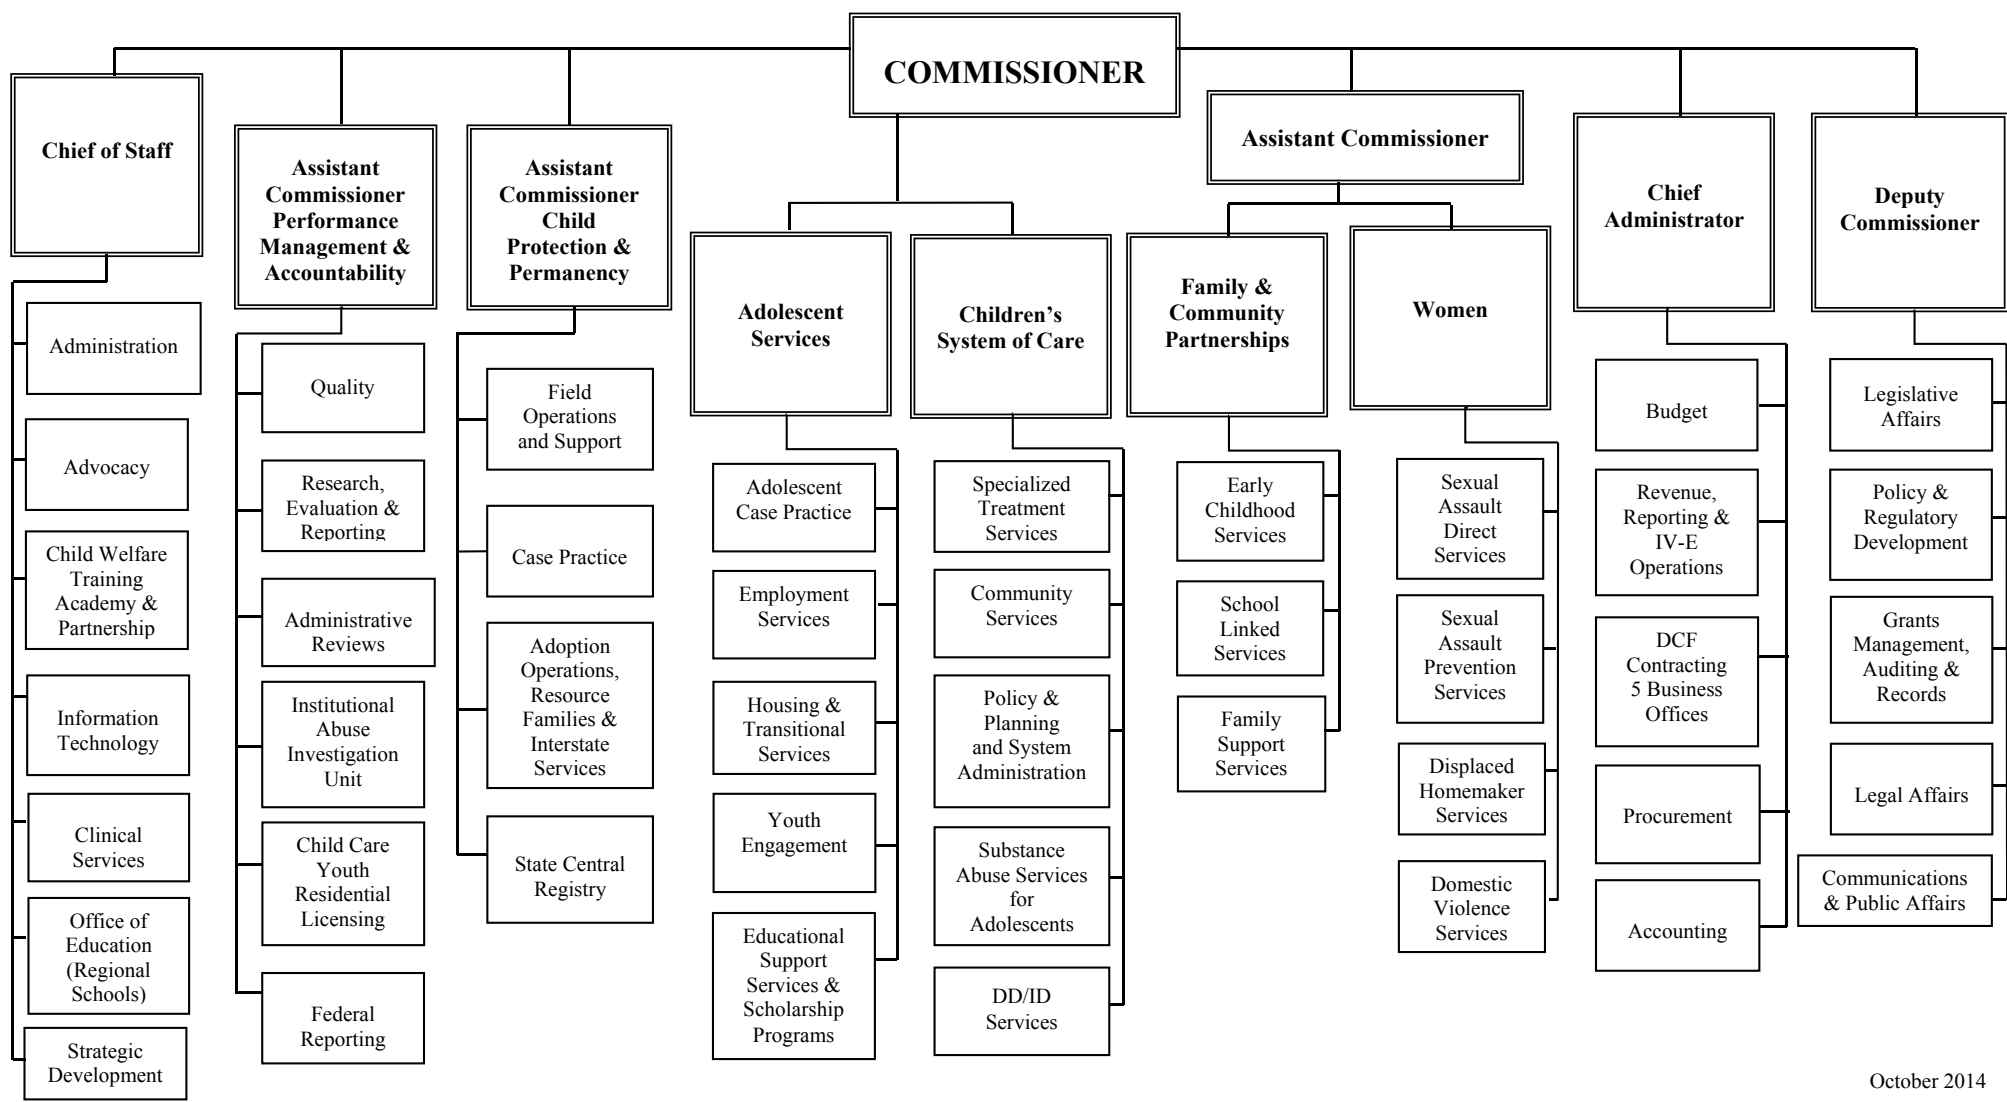 COMMISSIONER
Chief of Staff
Administration
Advocacy
Child Welfare
Training
Academy &
Partnership
Information
Technology
Clinical
Services
Office of
Education
(Regional
Schools)
Strategic
Development
Assistant
Commissioner
Performance
Management &
Accountability
Quality
Research,
Evaluation &
Reporting
Administrative
Reviews
Institutional
Abuse
Investigation
Unit
Child Care
Youth
Residential
Licensing
Federal
Reporting
Assistant
Commissioner
Child
Protection &
Permanency
Field
Operations
and Support
Case Practice
Adoption
Operations,
Resource
Families &
Interstate
Services
State Central
Registry
Adolescent
Services
Adolescent
Case Practice
Employment
Services
Housing &
Transitional
Services
Youth
Engagement
Educational
Support
Services &
Scholarship
Programs
Children’s
System of Care
Specialized
Treatment
Services
Community
Services
Policy &
Planning
and System
Administration
Substance
Abuse Services
for
Adolescents
DD/ID
Services
Assistant Commissioner
Family &
Community
Partnerships
Early
Childhood
Services
School
Linked
Services
Family
Support
Services
Women
Sexual
Assault
Direct
Services
Sexual
Assault
Prevention
Services
Displaced
Homemaker
Services
Domestic
Violence
Services
Chief
Administrator
Budget
Revenue,
Reporting &
IV-E
Operations
DCF
Contracting
5 Business
Offices
Procurement
Accounting
Deputy
Commissioner
Legislative
Affairs
Policy &
Regulatory
Development
Grants
Management,
Auditing &
Records
Legal Affairs
Communications
& Public Affairs
October 2014